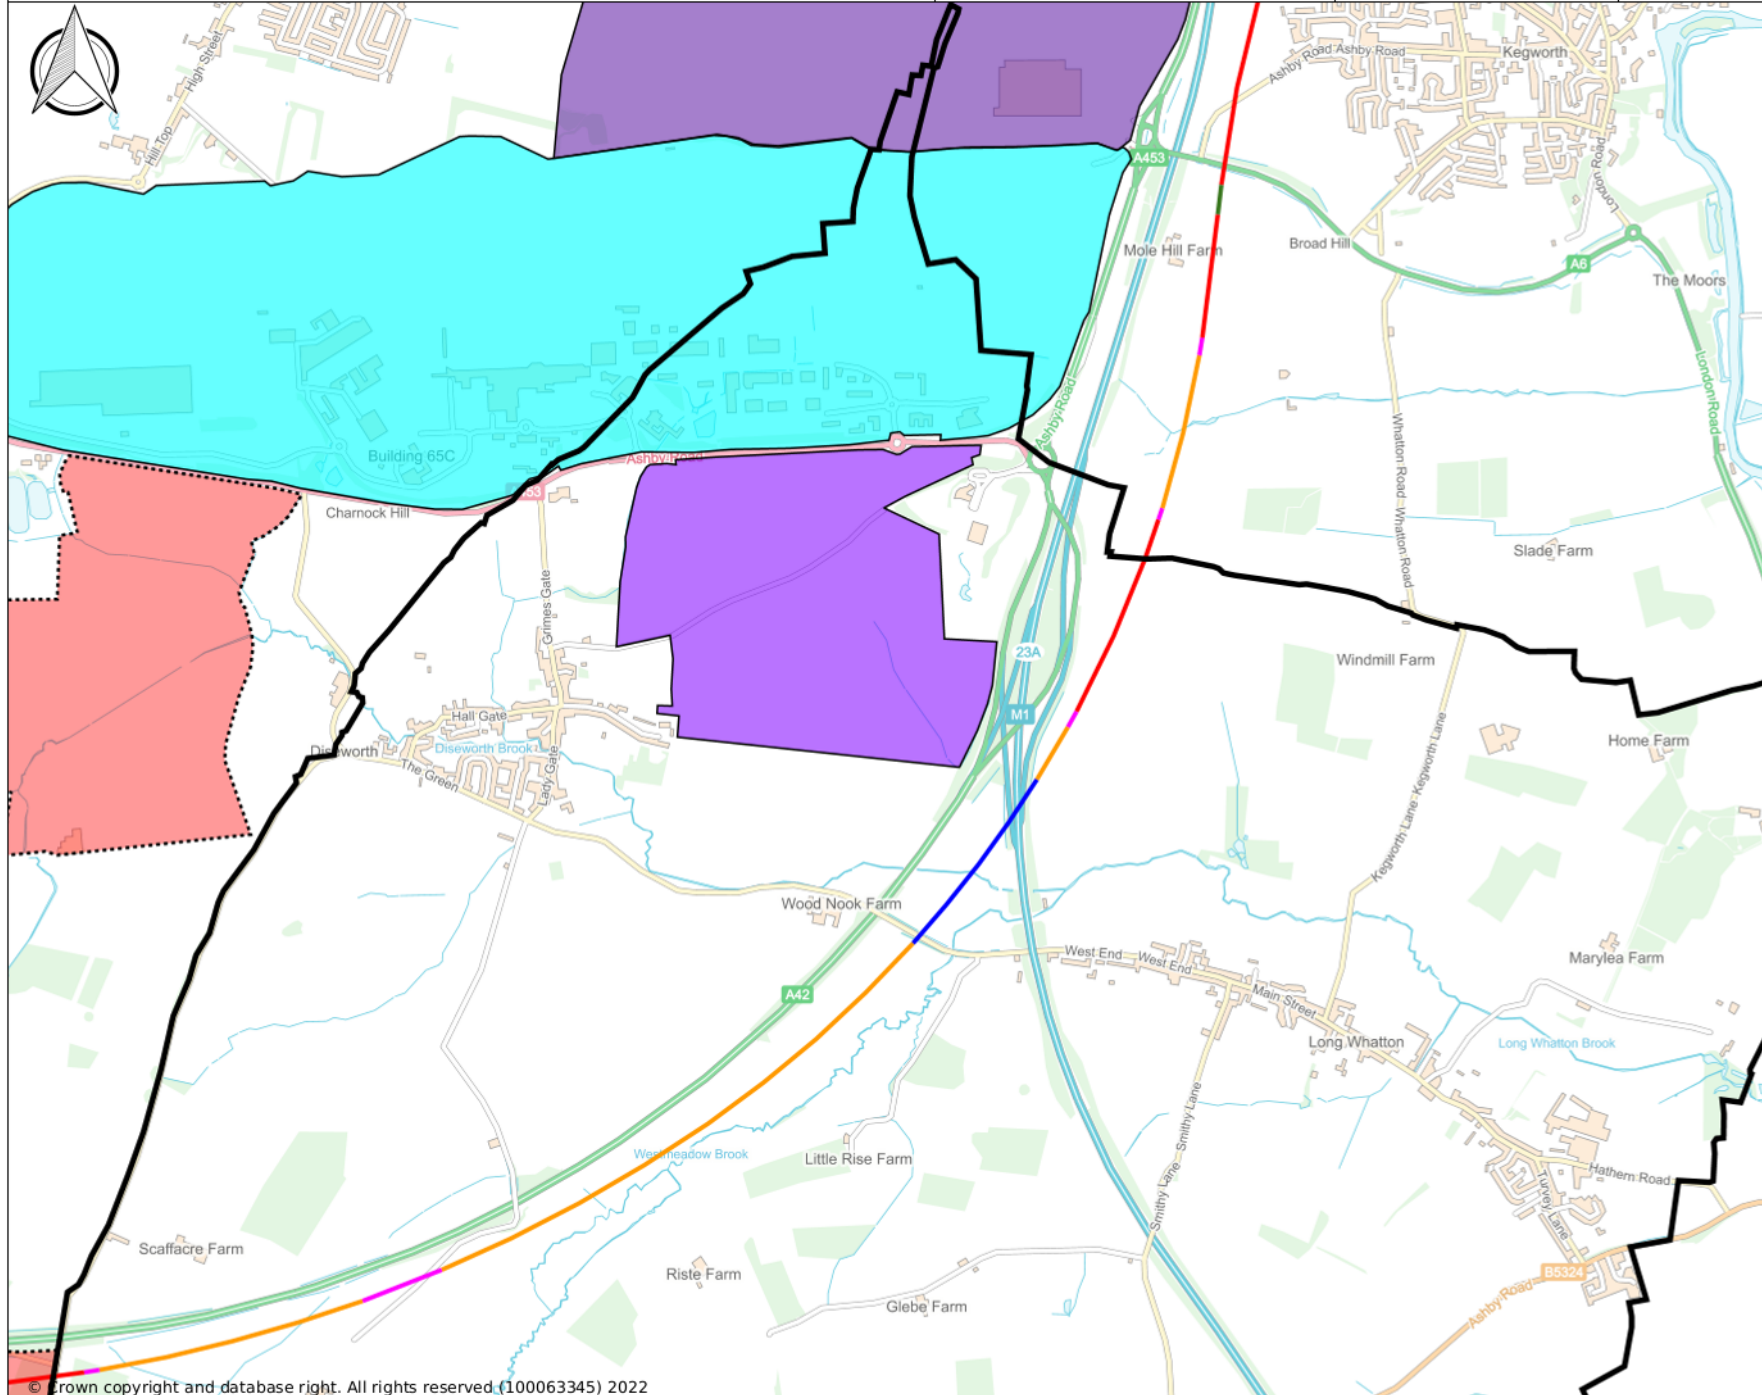 High Street
Hill Top
Ashby Road Ashby Road
Kegworth
London Road
A453
Mole Hill Farm
Broad Hill
A6
The Moors
London Road
Ashby Road
Building 65C
Ashby Road
Charnock Hill
Whatton Road Whatton Road
Slade Farm
Grimes Gate
23A
Windmill Farm
M1
Hall Gate
Diseworth
Diseworth Brook
Lady Gate
The Green
Kegworth Lane Kegworth Lane
Home Farm
Wood Nook Farm
West End West End
Marylea Farm
A42
Main Street
Long Whatton
Long Whatton Brook
Westmeadow Brook
Little Rise Farm
Smithy Lane Smithy Lane
Hathern Road
Turvey Lane
Scaffacre Farm
Riste Farm
Glebe Farm
B5324
Ashby Road
© Crown copyright and database right. All rights reserved (100063345) 2022